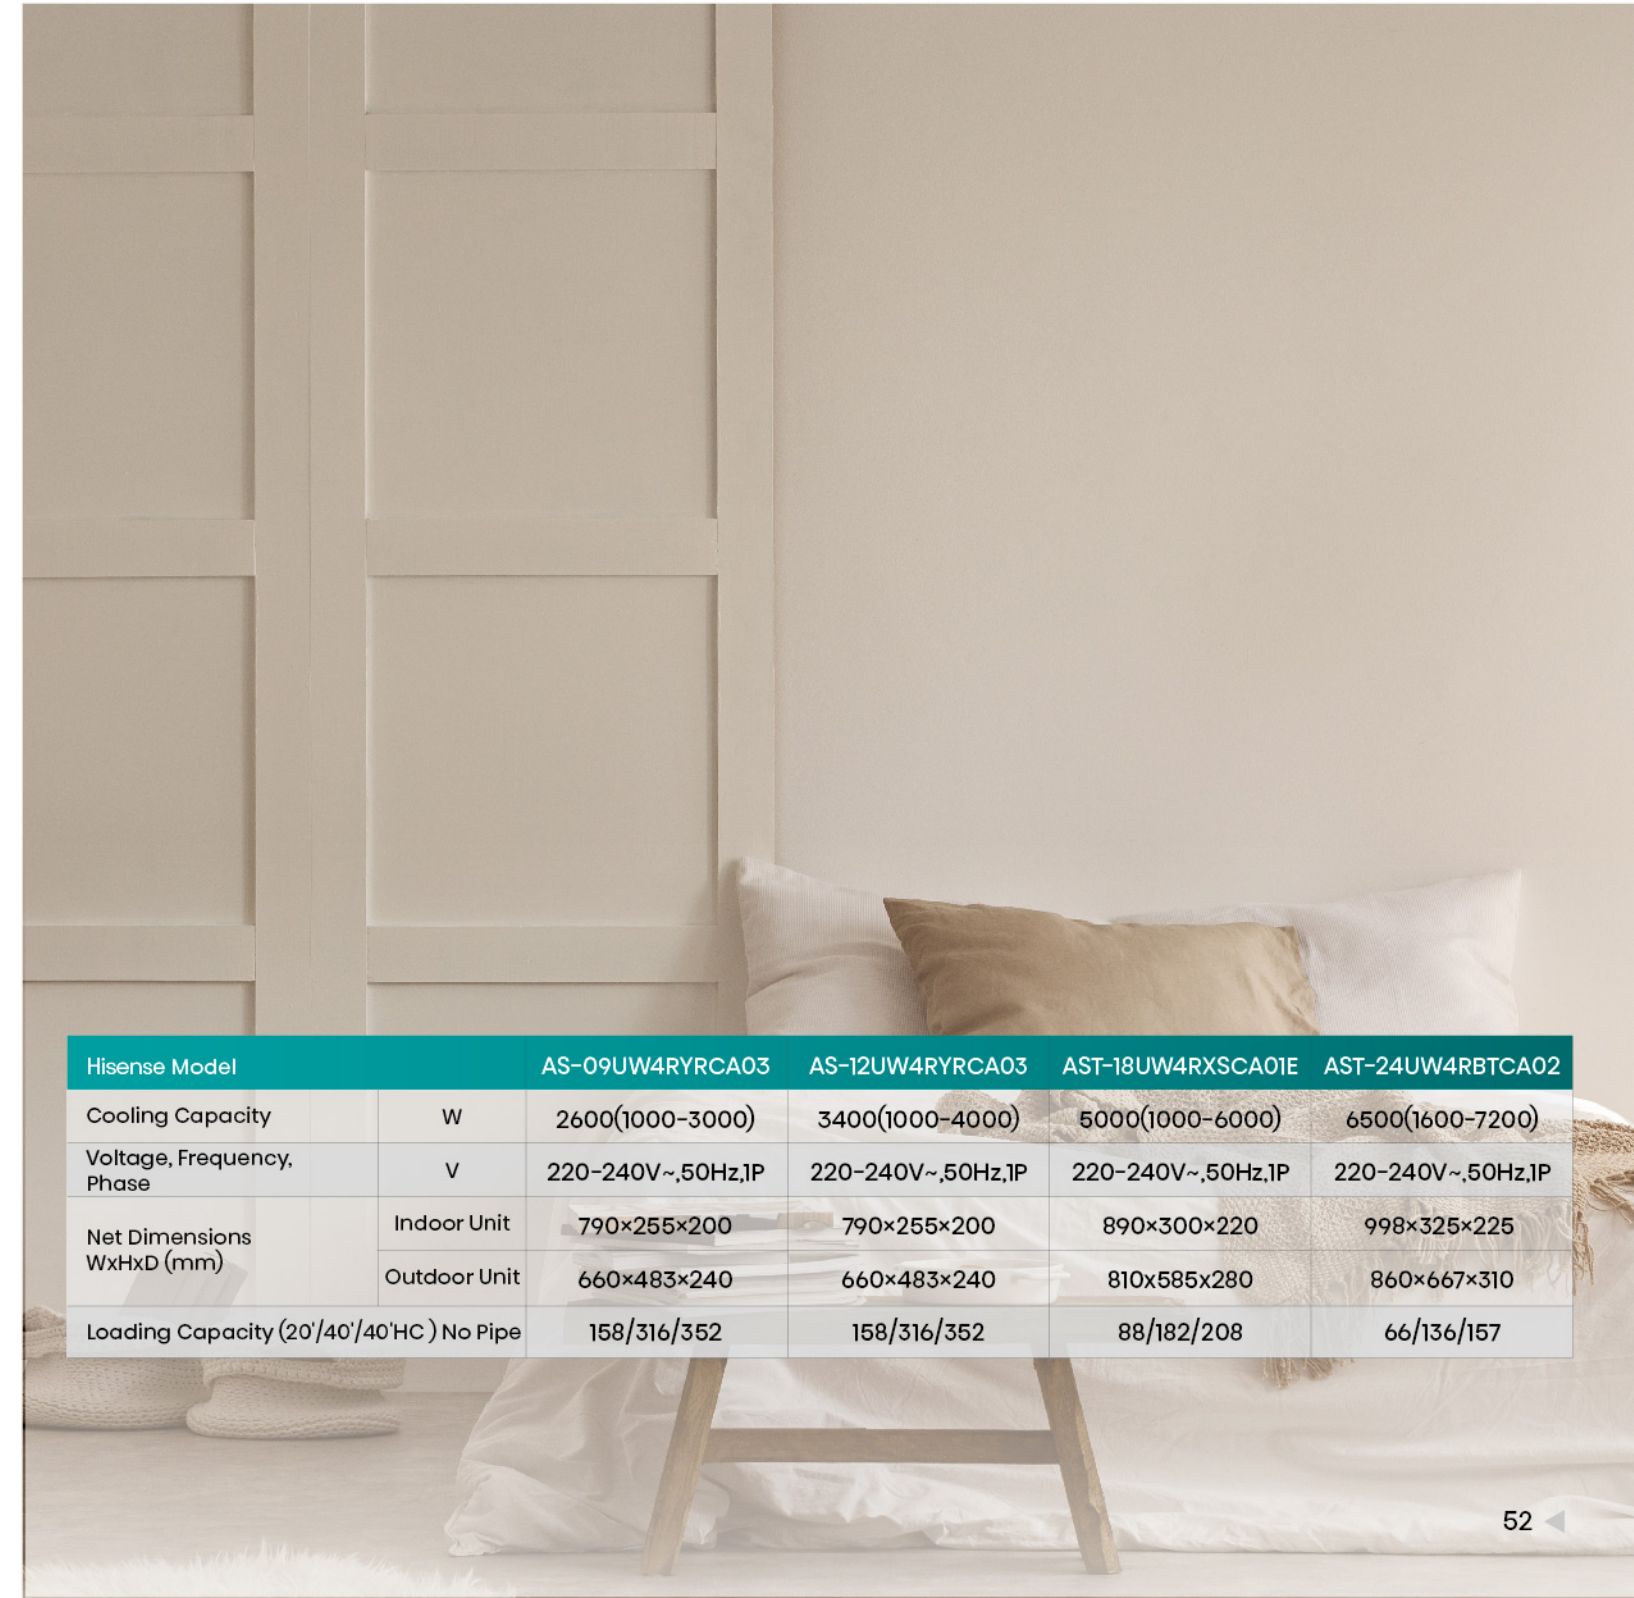 Hisense Model AS-09UW4RYRCA03 AS-12UW4RYRCA03 AST-18UW4RXSCA01E AST-24UW4RBTCA02
Cooling Capacity W 2600(1000-3000) 3400(1000-4000) 5000(1000-6000) 6500(1600-7200)
Voltage, Frequency,
Phase V 220-240V~,50Hz,1P 220-240V~,50Hz,1P 220-240V~,50Hz,1P 220-240V~,50Hz,1P
Net Dimensions
WxHxD (mm)
Indoor Unit 790×255×200 790×255×200 890×300×220 998×325×225
Outdoor Unit 660×483×240 660×483×240 810x585x280 860×667×310
Loading Capacity (20'/40'/40'HC ) No Pipe 158/316/352 158/316/352 88/182/208 66/136/157
52